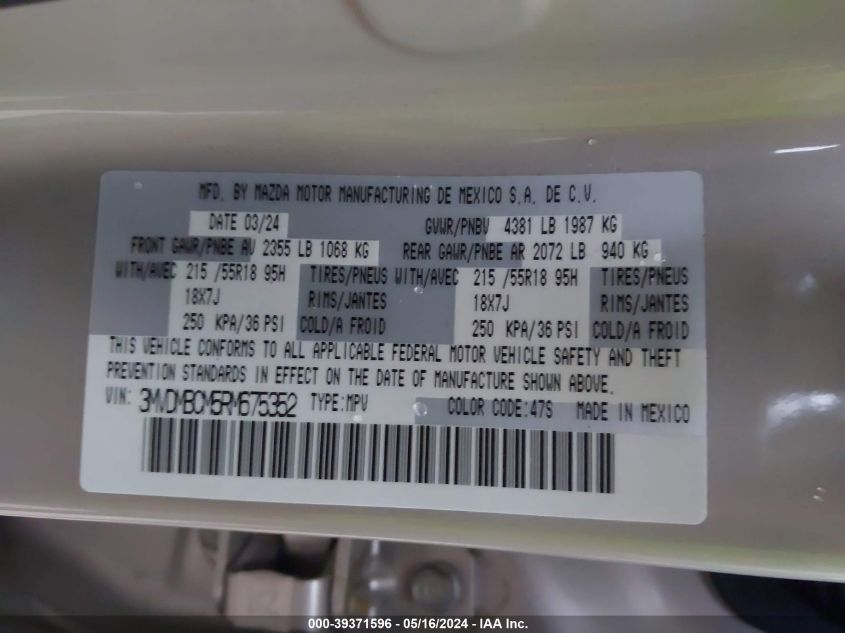 MFD. BY MAZDA MOTOR MANUFACTURING DE MEXICO S.A. DE C.V.
DATE 03/24 GVWR/PNBV 4381 LB 1987 KG
FRONT GAWR/PNBE AV 2355 LB 1068 KG REAR GAWR/PNBE AR 2072 LB 940 KG
WITH/AVEC 215 /55R18 95H TIRES/PNEUS WITH/AVEC 215 /55R18 95H TIRES/PNEUS
18X7J RIMS/JANTES 18X7J RIMS/JANTES
250 KPA/36 PSI COLD/A FROID 250 KPA/36 PSI COLD/A FROID
THIS VEHICLE CONFORMS TO ALL APPLICABLE FEDERAL MOTOR VEHICLE SAFETY AND THEFT
PREVENTION STANDARDS IN EFFECT ON THE DATE OF MANUFACTURE SHOWN ABOVE.
VIN: 3MVDMBCM5RM675352 TYPE:MPV COLOR CODE:47S MADE IN MEXICO
000-39371596 - 05/16/2024 - IAA Inc.